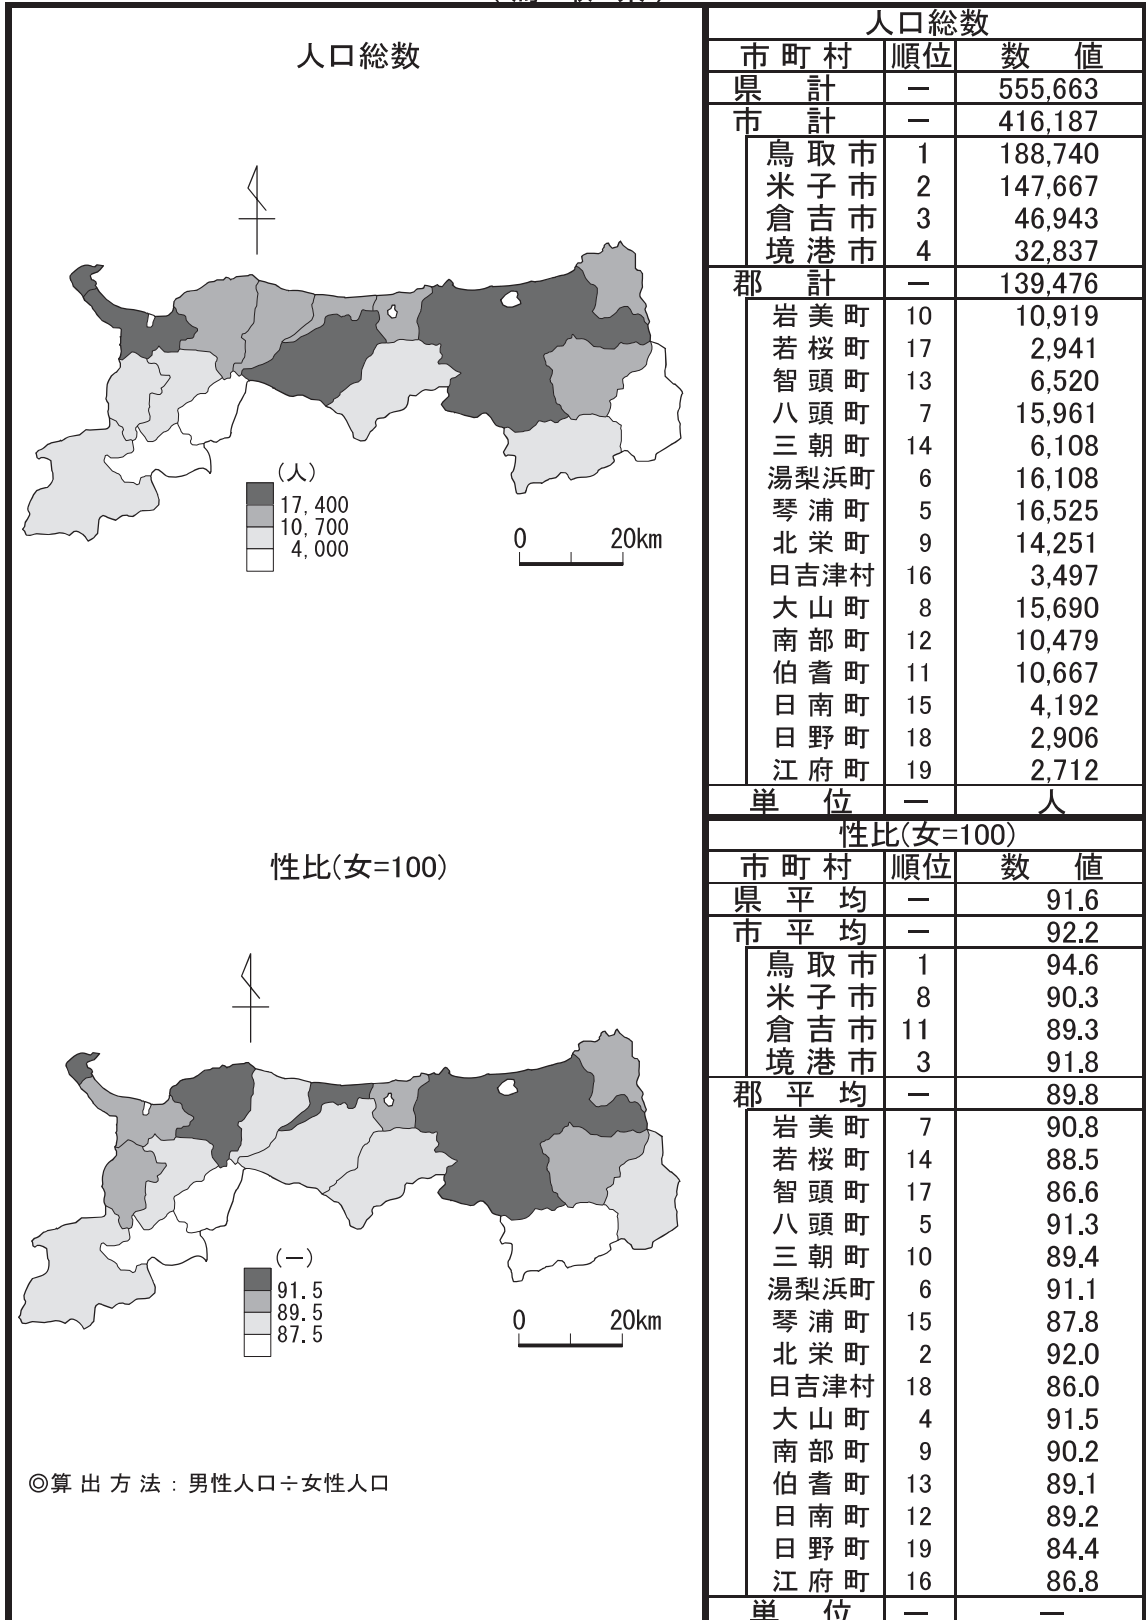 人口総数
(人)
17,400
10,700
4,000
0 20km
人口総数
市町村 順位 数 値
県 計 － 555,663
市 計 － 416,187
鳥取市 1 188,740
米子市 2 147,667
倉吉市 3 46,943
境港市 4 32,837
郡 計 － 139,476
岩美町 10 10,919
若桜町 17 2,941
智頭町 13 6,520
八頭町 7 15,961
三朝町 14 6,108
湯梨浜町 6 16,108
琴浦町 5 16,525
北栄町 9 14,251
日吉津村 16 3,497
大山町 8 15,690
南部町 12 10,479
伯耆町 11 10,667
日南町 15 4,192
日野町 18 2,906
江府町 19 2,712
単 位 － 人
性比(女=100)
(－)
91.5
89.5
87.5
0 20km
◎算出方法：男性人口÷女性人口
性比(女=100)
市町村 順位 数 値
県平均 － 91.6
市平均 － 92.2
鳥取市 1 94.6
米子市 8 90.3
倉吉市 11 89.3
境港市 3 91.8
郡平均 － 89.8
岩美町 7 90.8
若桜町 14 88.5
智頭町 17 86.6
八頭町 5 91.3
三朝町 10 89.4
湯梨浜町 6 91.1
琴浦町 15 87.8
北栄町 2 92.0
日吉津村 18 86.0
大山町 4 91.5
南部町 9 90.2
伯耆町 13 89.1
日南町 12 89.2
日野町 19 84.4
江府町 16 86.8
単 位 － －